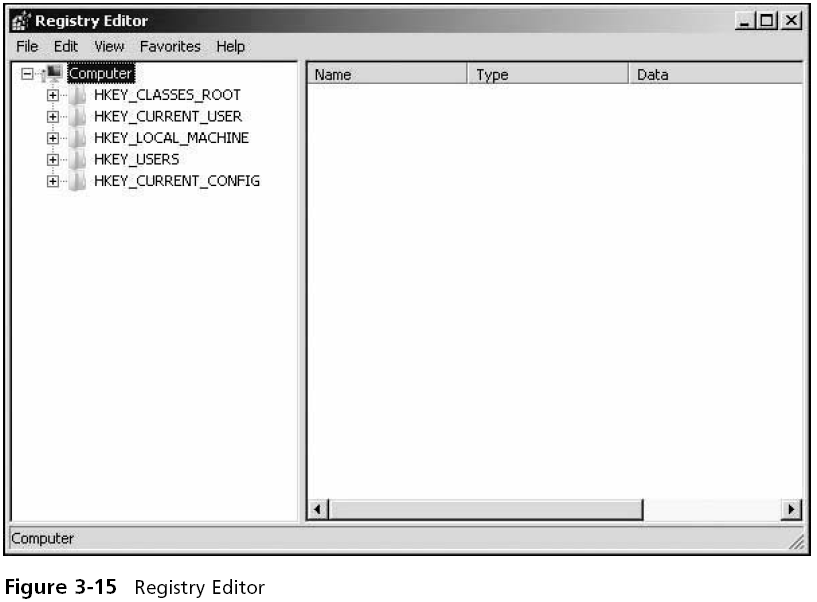 Registry Editor
File Edit View Favorites Help
Computer
HKEY_CLASSES_ROOT
HKEY_CURRENT_USER
HKEY_LOCAL_MACHINE
HKEY_USERS
HKEY_CURRENT_CONFIG
Name Type Data
Computer
Figure 3-15 Registry Editor